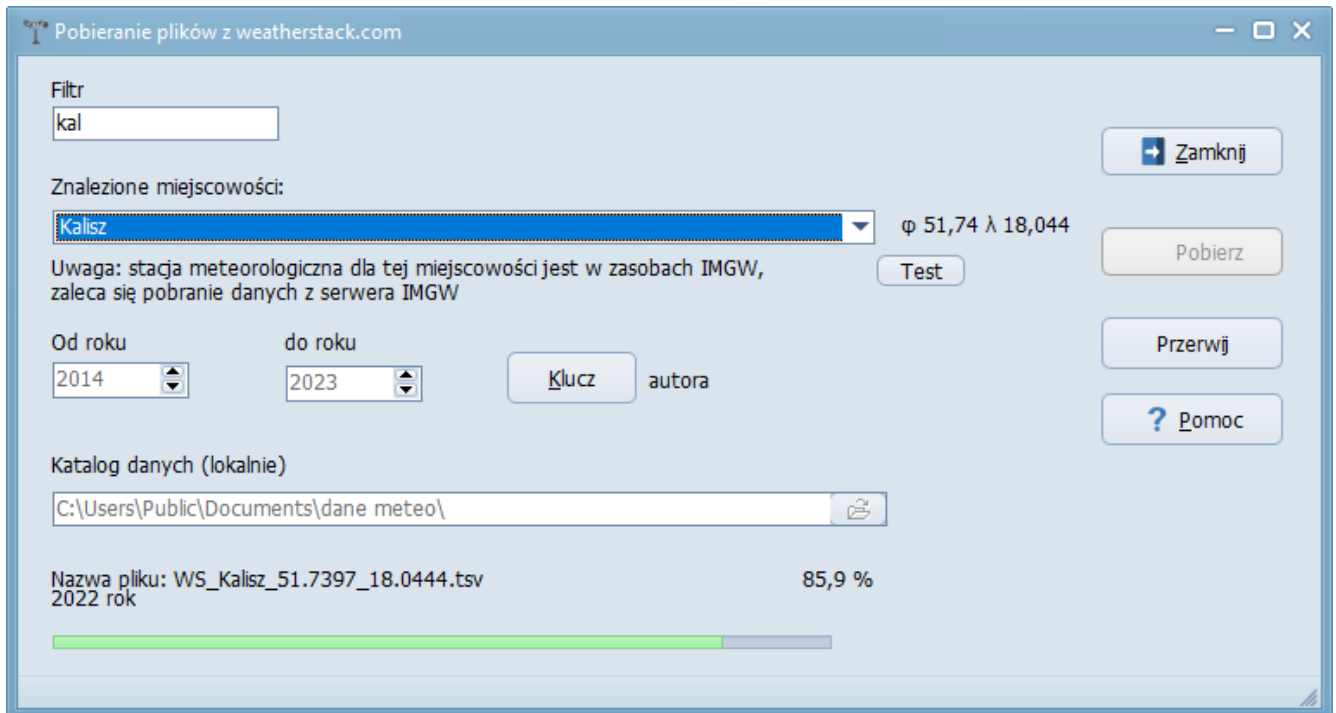 Pobieranie plików z weatherstack.com
Filtr
kal
Zamknij
Znalezione miejscowości:
Kalisz
φ 51,74 λ 18,044
Pobierz
Uwaga: stacja meteorologiczna dla tej miejscowości jest w zasobach IMGW,
zaleca się pobranie danych z serwera IMGW
Test
Od roku
do roku
Przerwij
2014
2023
Klucz
autora
? Pomoc
Katalog danych (lokalnie)
C:\Users\Public\Documents\dane meteo\
Nazwa pliku: WS_Kalisz_51.7397_18.0444.tsv
85,9 %
2022 rok